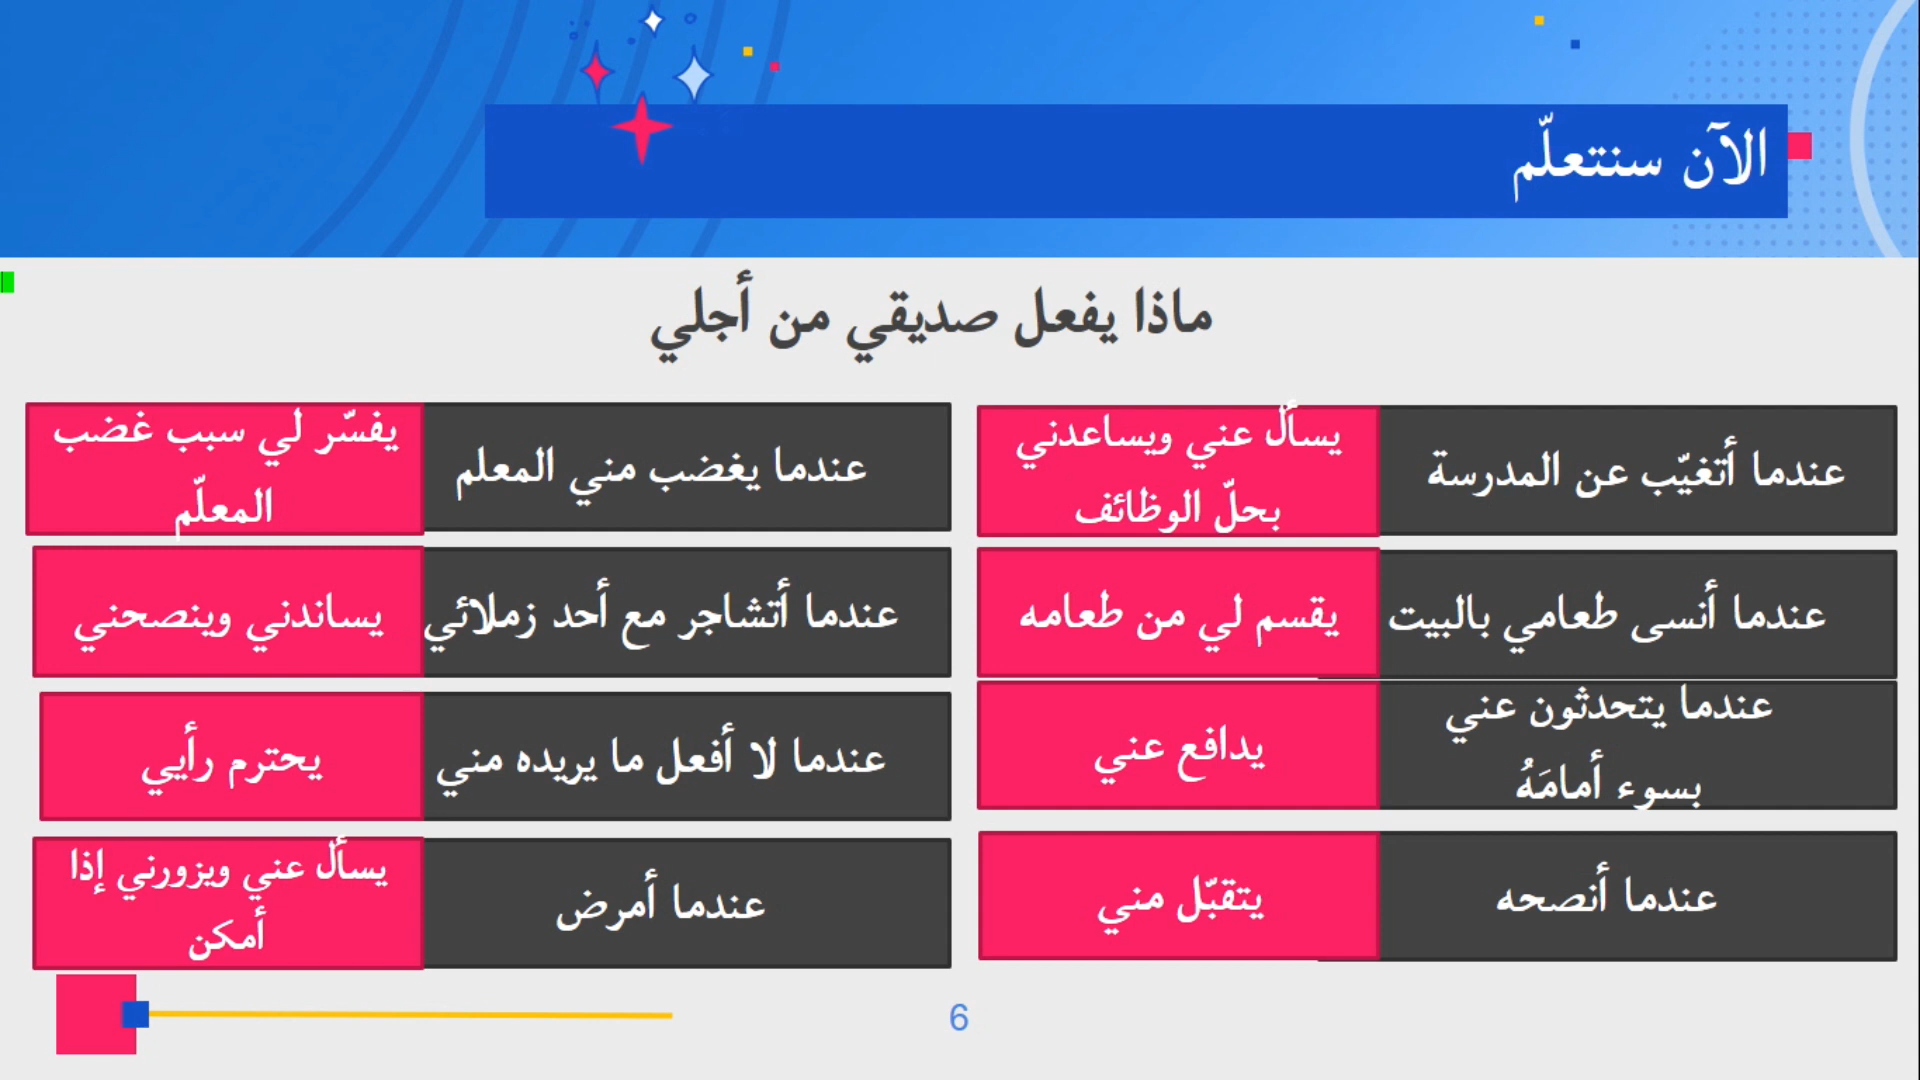 الآن سنتعلّم
ماذا يفعل صديقي من أجلي
عندما أتغيّب عن المدرسة
يسأل عني ويساعدني
بحلّ الوظائف
عندما أنسى طعامي بالبيت
يقسم لي من طعامه
عندما يتحدثون عني
بسوء أمامَهُ
يدافع عني
عندما أنصحه
يتقبّل مني
عندما يغضب مني المعلم
يفسّر لي سبب غضب
المعلّم
عندما أتشاجر مع أحد زملائي
يساندني وينصحني
عندما لا أفعل ما يريده مني
يحترم رأيي
عندما أمرض
يسأل عني ويزورني إذا
أمكن
6